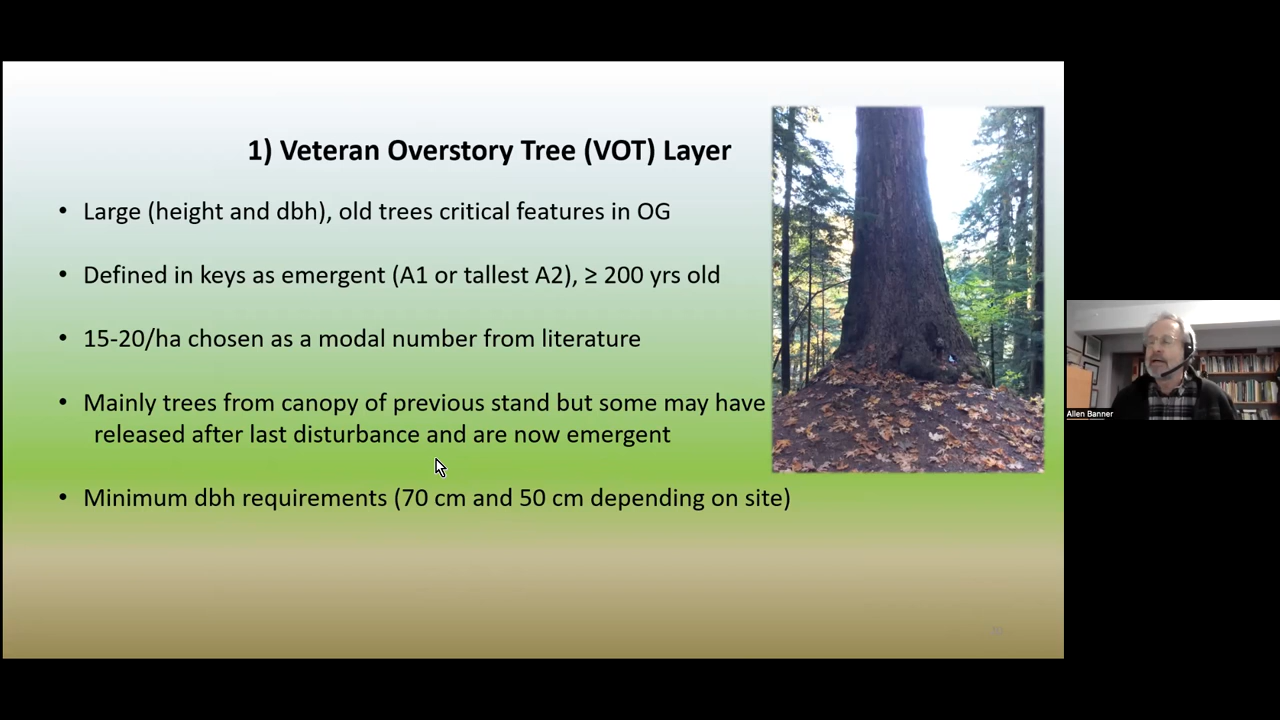 1) Veteran Overstory Tree (VOT) Layer
• Large (height and dbh), old trees critical features in OG
• Defined in keys as emergent (A1 or tallest A2), ≥ 200 yrs old
• 15-20/ha chosen as a modal number from literature
• Mainly trees from canopy of previous stand but some may have
released after last disturbance and are now emergent
• Minimum dbh requirements (70 cm and 50 cm depending on site)
Allen Banner